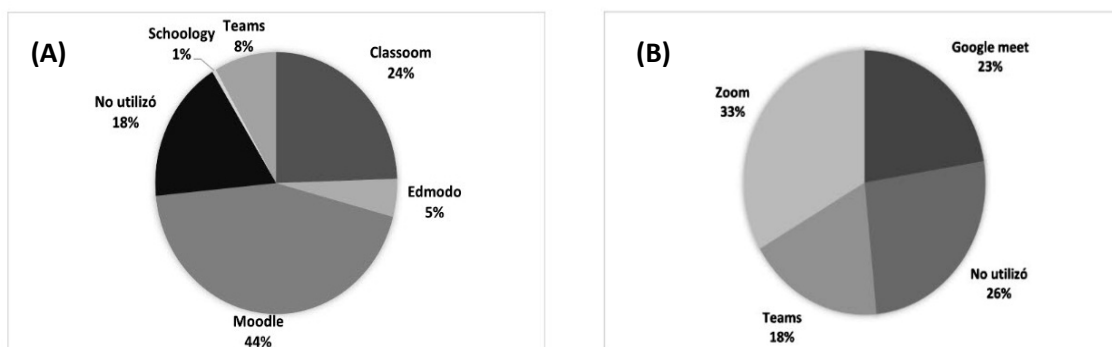 (A)
Schoology
1%
Teams
8%
Classoom
24%
No utilizó
18%
Edmodo
5%
Moodle
44%
(B)
Google meet
23%
Zoom
33%
No utilizó
26%
Teams
18%